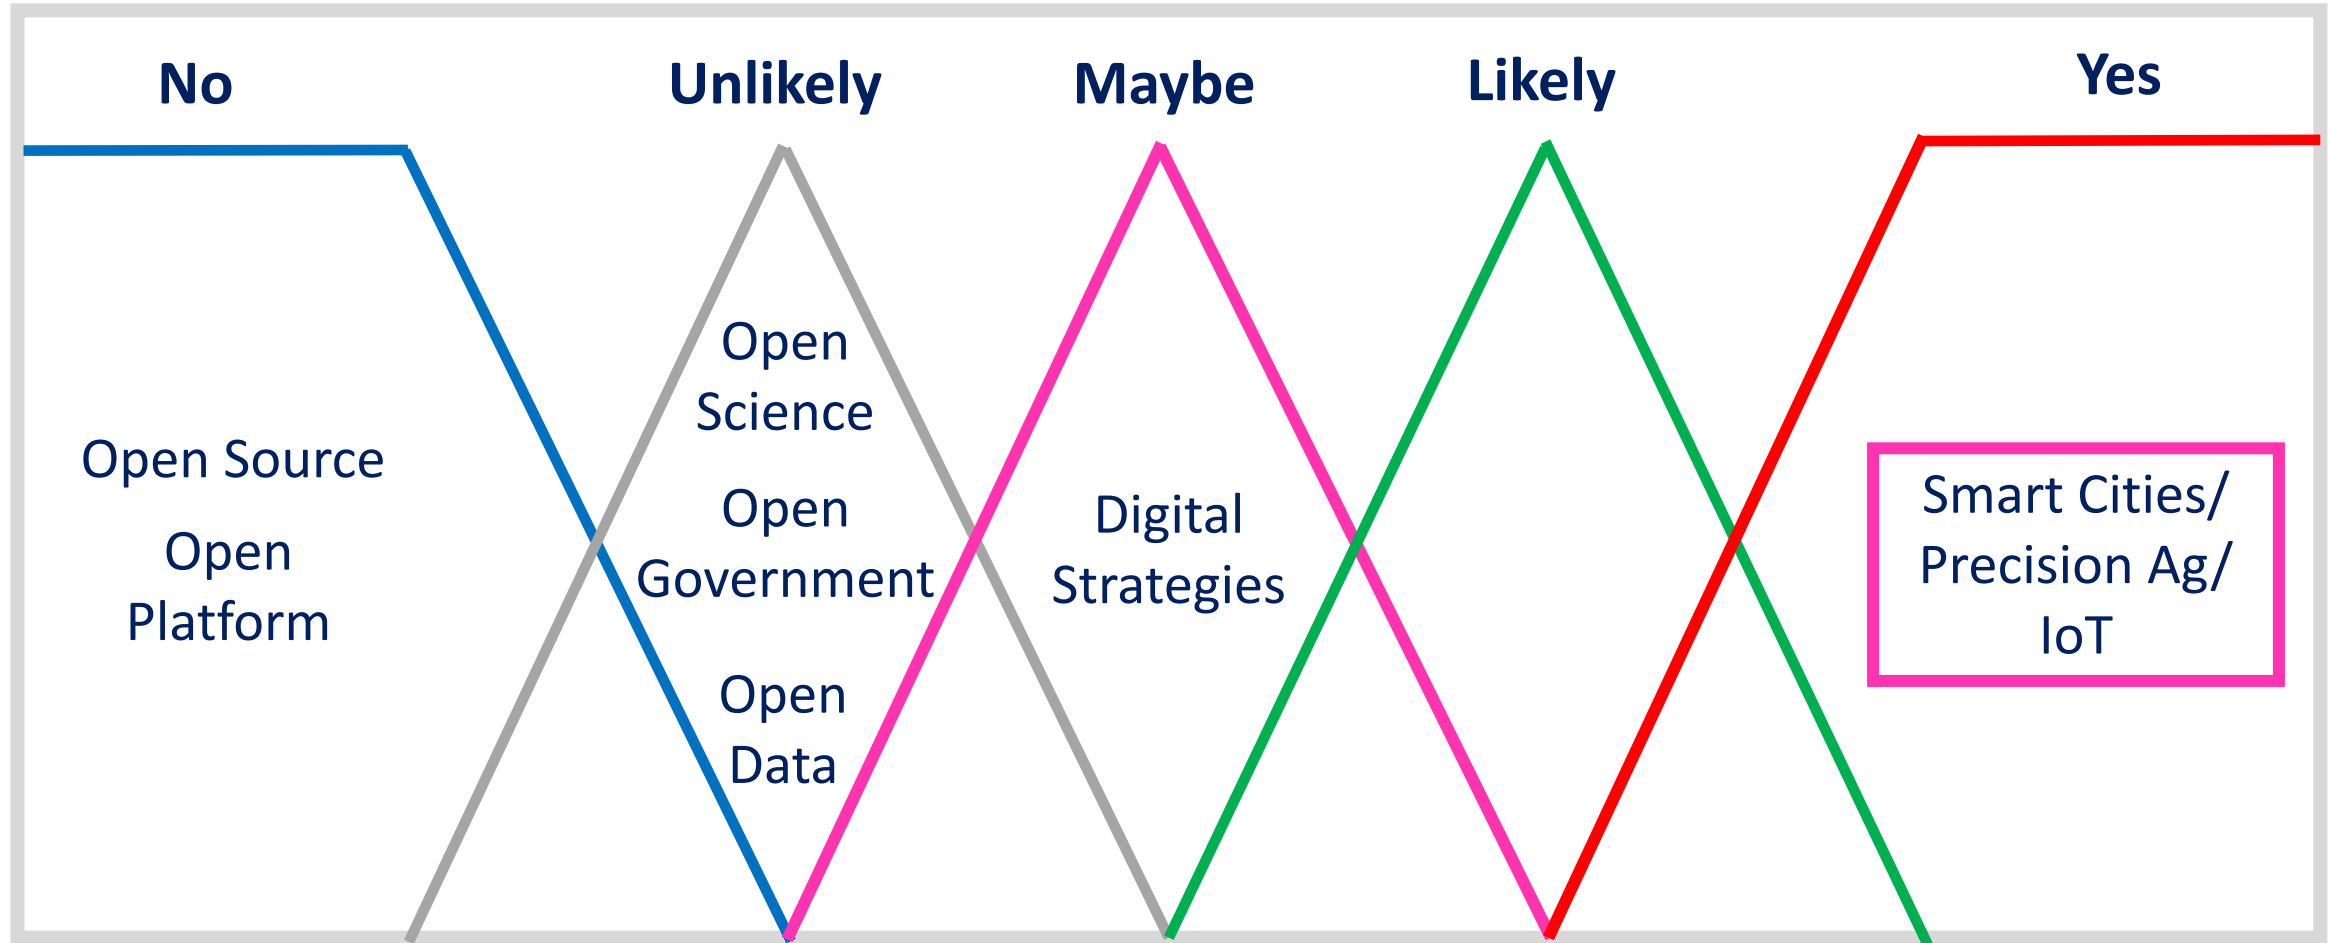 No
Unlikely
Maybe
Likely
Yes
Open Source
Open
Platform
Open
Science
Open
Government
Open
Data
Digital
Strategies
Smart Cities/
Precision Ag/
IoT